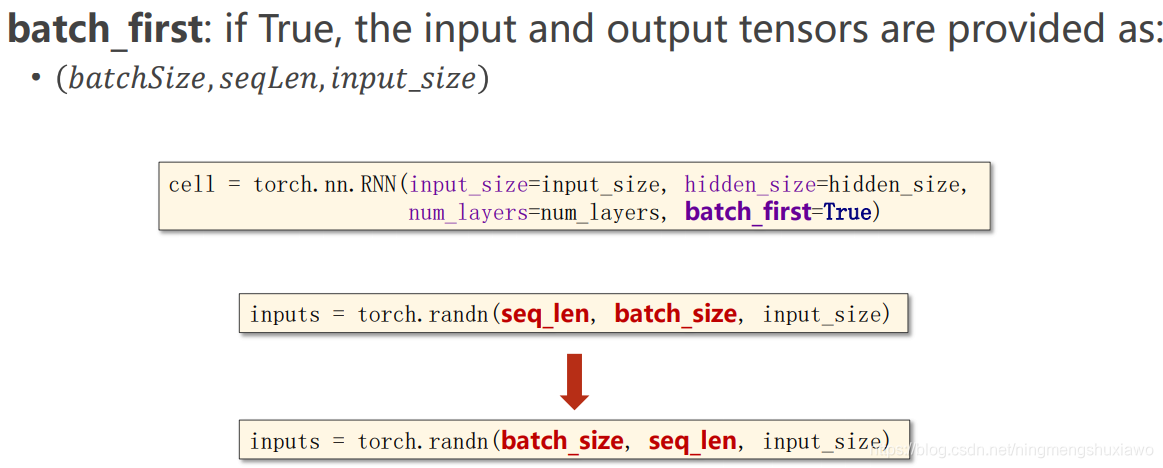 batch_first: if True, the input and output tensors are provided as:
• (batchSize, seqLen, input_size)
cell = torch.nn.RNN(input_size=input_size, hidden_size=hidden_size,
num_layers=num_layers, batch_first=True)
inputs = torch.randn(seq_len, batch_size, input_size)
inputs = torch.randn(batch_size, seq_len, input_size)
https://blog.csdn.net/ningmengshuxiawo